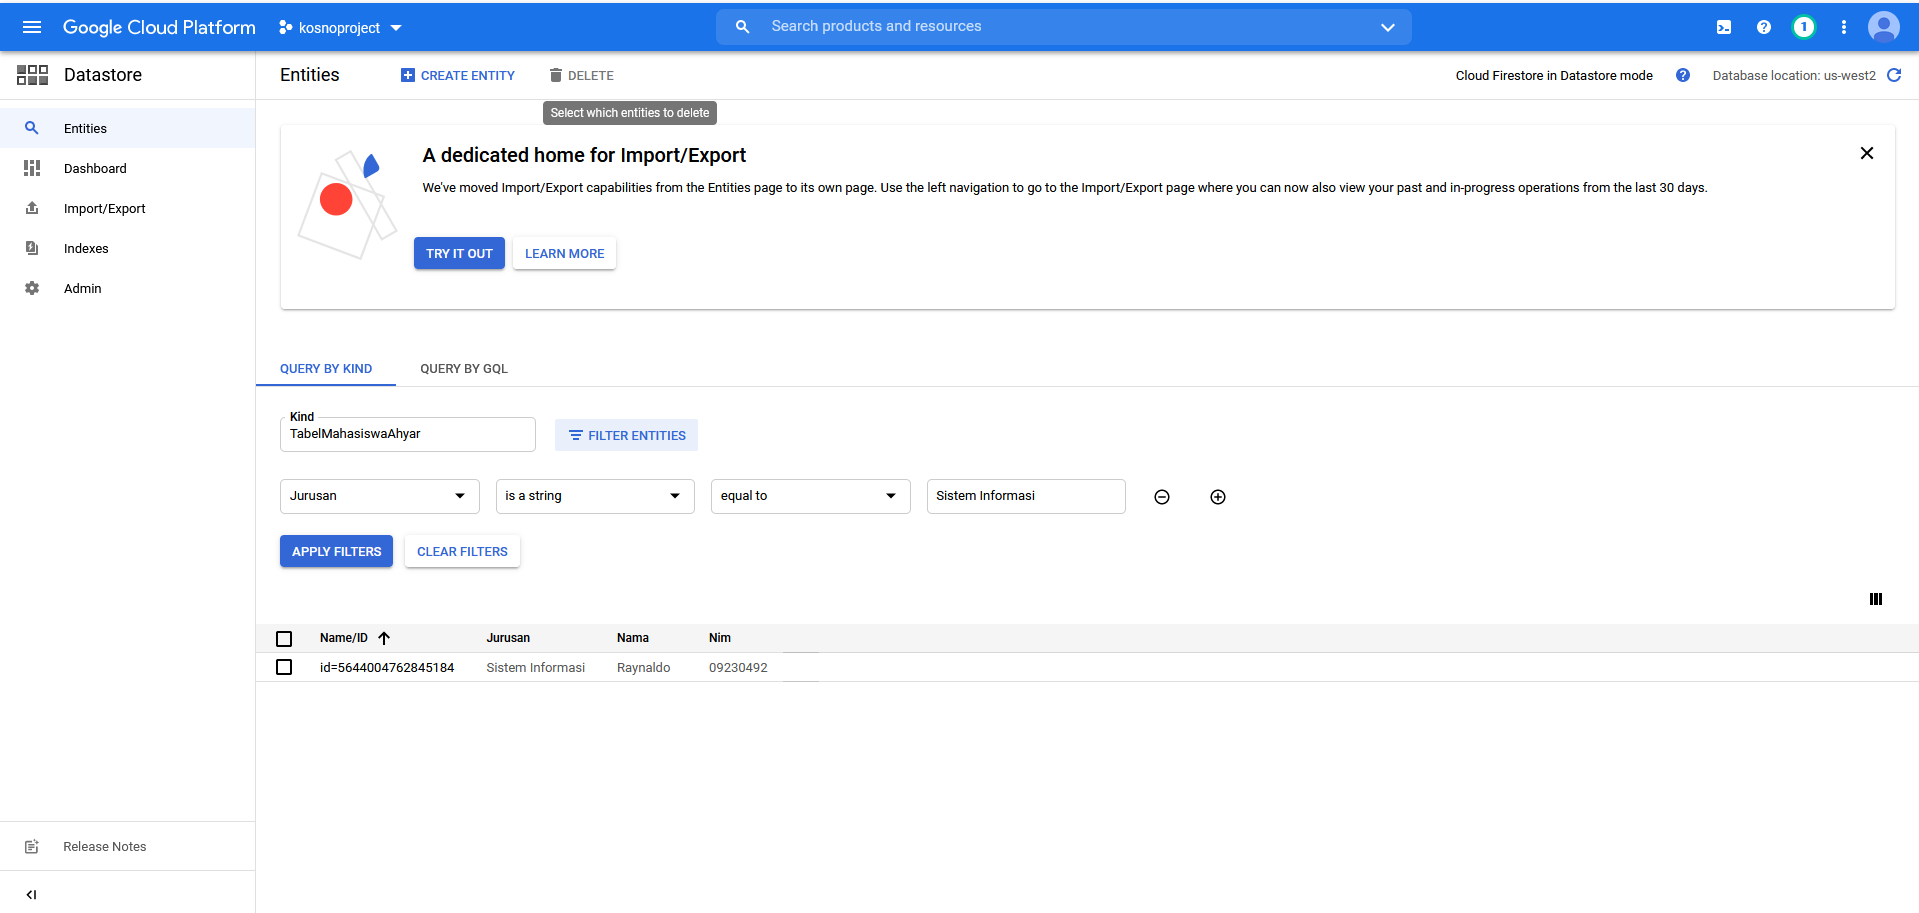 Google Cloud Platform kosnoproject Search products and resources 1
Datastore
Entities CREATE ENTITY DELETE Cloud Firestore in Datastore mode Database location: us-west2
Select which entities to delete
Entities
Dashboard
Import/Export
Indexes
Admin
A dedicated home for Import/Export
We've moved Import/Export capabilities from the Entities page to its own page. Use the left navigation to go to the Import/Export page where you can now also view your past and in-progress operations from the last 30 days.
TRY IT OUT LEARN MORE
QUERY BY KIND QUERY BY GQL
Kind
TabelMahasiswaAhyar FILTER ENTITIES
Jurusan is a string equal to Sistem Informasi
APPLY FILTERS CLEAR FILTERS
Name/ID Jurusan Nama Nim
id=5644004762845184 Sistem Informasi Raynaldo 09230492
Release Notes